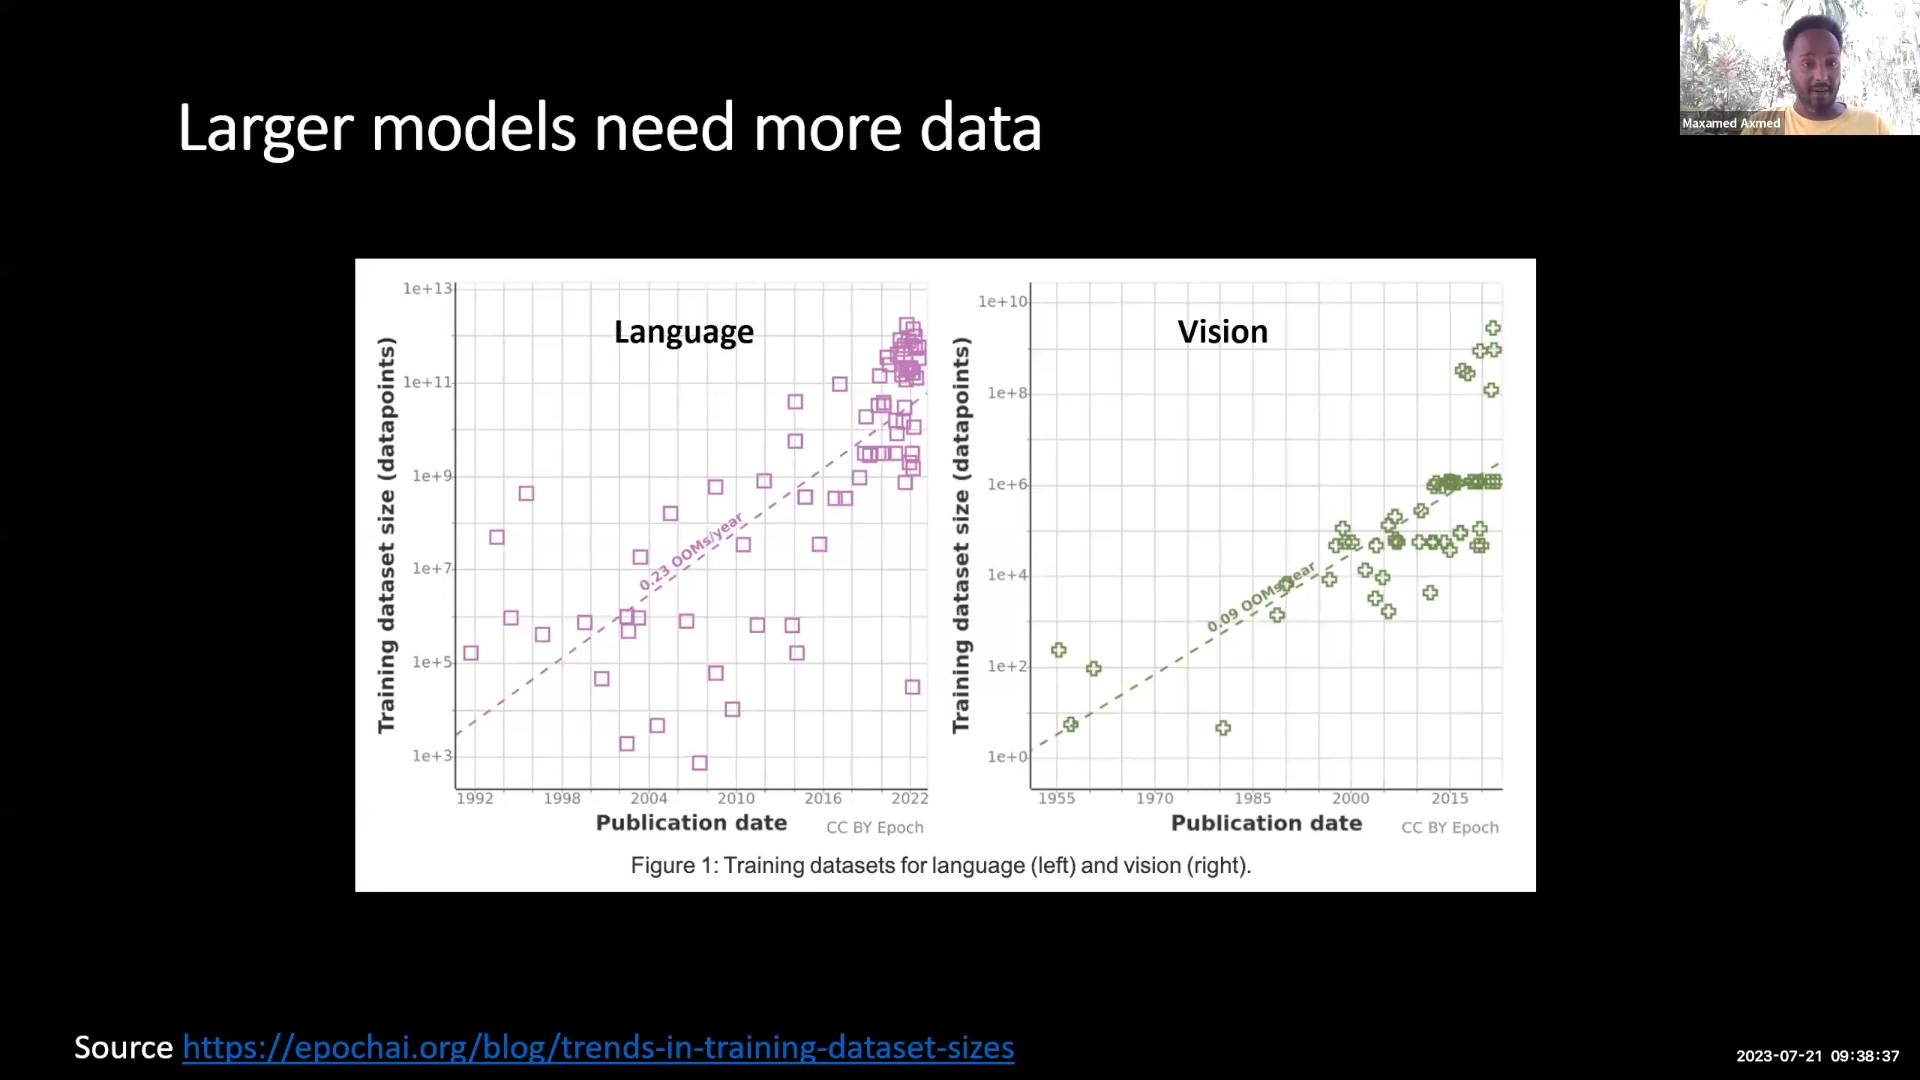 Larger models need more data
Maxamed Axmed
Language
Training dataset size (datapoints)
1e+13
1e+11
1e+9
1e+7
1e+5
1e+3
0.23 OOMs/year
1992 1998 2004 2010 2016 2022
Publication date
CC BY Epoch
Vision
Training dataset size (datapoints)
1e+10
1e+8
1e+6
1e+4
1e+2
1e+0
0.09 OOMs/year
1955 1970 1985 2000 2015
Publication date
CC BY Epoch
Figure 1: Training datasets for language (left) and vision (right).
Source https://epochai.org/blog/trends-in-training-dataset-sizes
2023-07-21 09:38:37